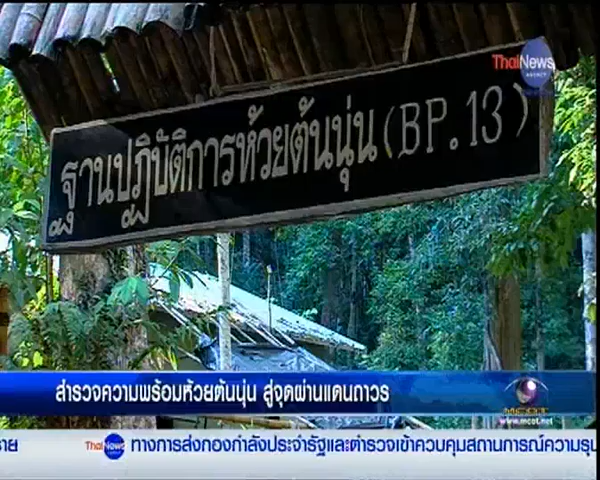 ThaiNews
AGENCY
ฐานปฏิบัติการห้วยต้นนุ่น (BP.13)
สำรวจความพร้อมห้วยต้นนุ่น สู่จุดผ่านแดนถาวร
MCOT
www.mcot.net
ราย ThaiNews ทางการส่งกองกำลังประจำรัฐและตำรวจเข้าควบคุมสถานการณ์ความรุน